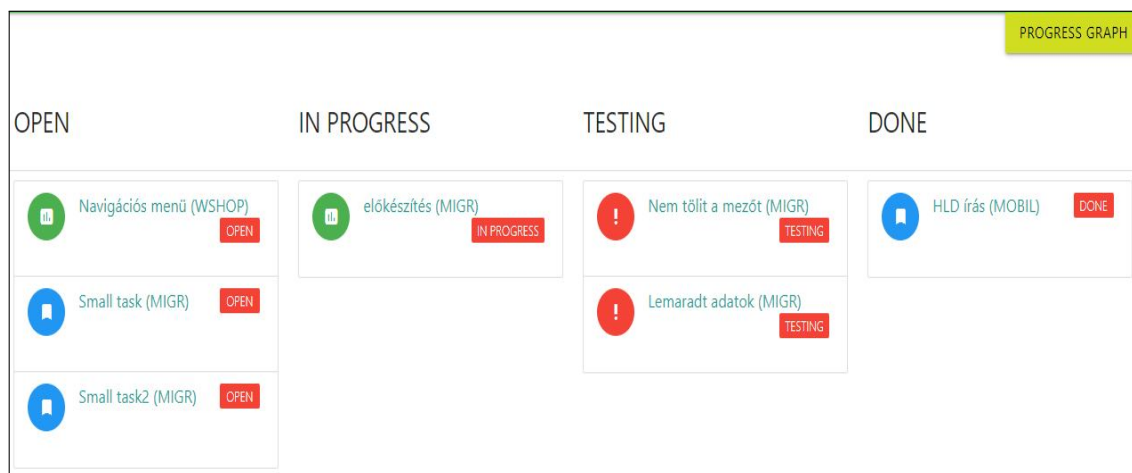 PROGRESS GRAPH
OPEN
IN PROGRESS
TESTING
DONE
Navigációs menü (WSHOP)
OPEN
Small task (MIGR)
OPEN
Small task2 (MIGR)
OPEN
előkészítés (MIGR)
IN PROGRESS
Nem tölit a mezőt (MIGR)
TESTING
Lemaradt adatok (MIGR)
TESTING
HLD írás (MOBIL)
DONE